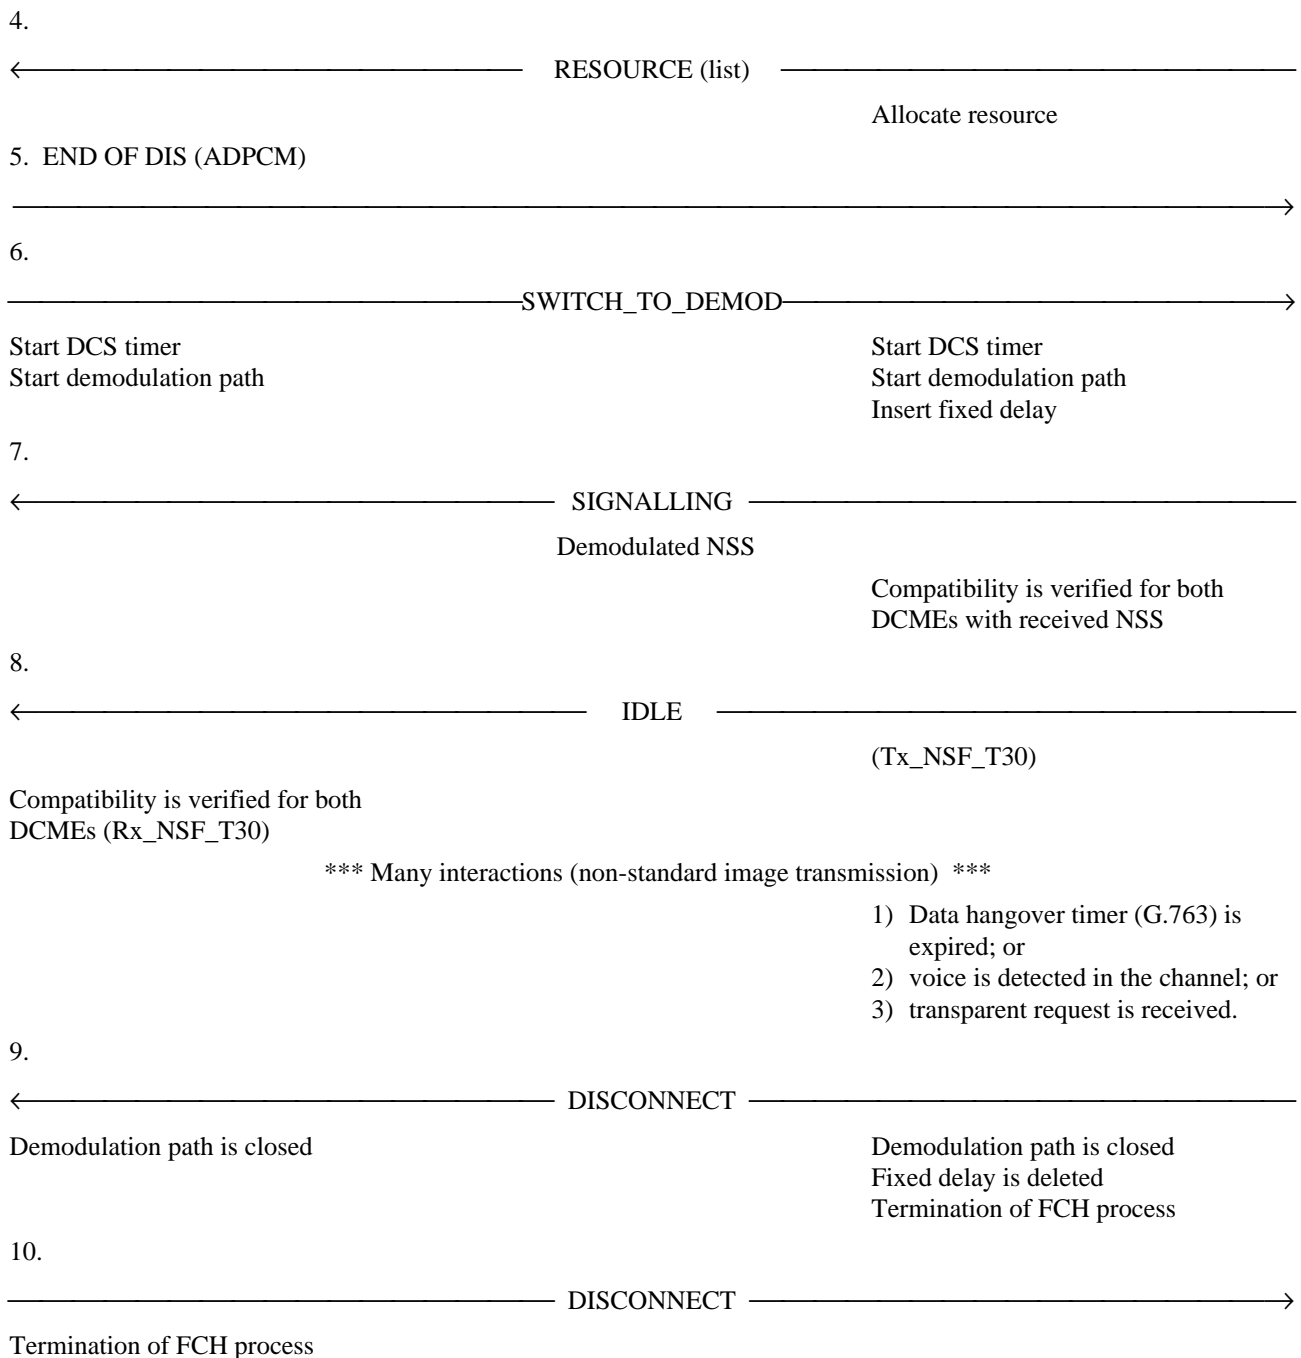 4.
RESOURCE (list)
Allocate resource
5. END OF DIS (ADPCM)
6.
SWITCH_TO_DEMOD
Start DCS timer
Start demodulation path
Start DCS timer
Start demodulation path
Insert fixed delay
7.
SIGNALLING
Demodulated NSS
Compatibility is verified for both
DCMEs with received NSS
8.
IDLE
(Tx_NSF_T30)
Compatibility is verified for both
DCMEs (Rx_NSF_T30)
*** Many interactions (non-standard image transmission) ***
1) Data hangover timer (G.763) is
expired; or
2) voice is detected in the channel; or
3) transparent request is received.
9.
DISCONNECT
Demodulation path is closed
Demodulation path is closed
Fixed delay is deleted
Termination of FCH process
10.
DISCONNECT
Termination of FCH process